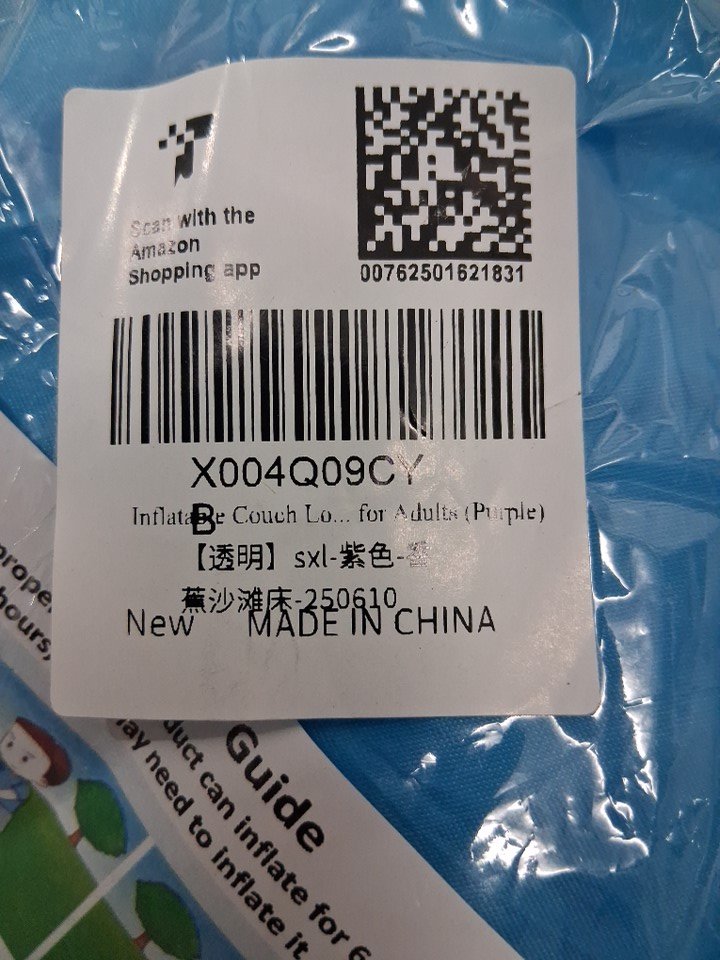 Scan with the
Amazon
Shopping app
00762501621831
X004Q09CY
B
Inflatable Couch Lo... for Adults (Purple)
【透明】sxl-紫色-
蕉沙滩床-250610
New MADE IN CHINA
hours,
Guide
duct can inflate for 6
may need to inflate it